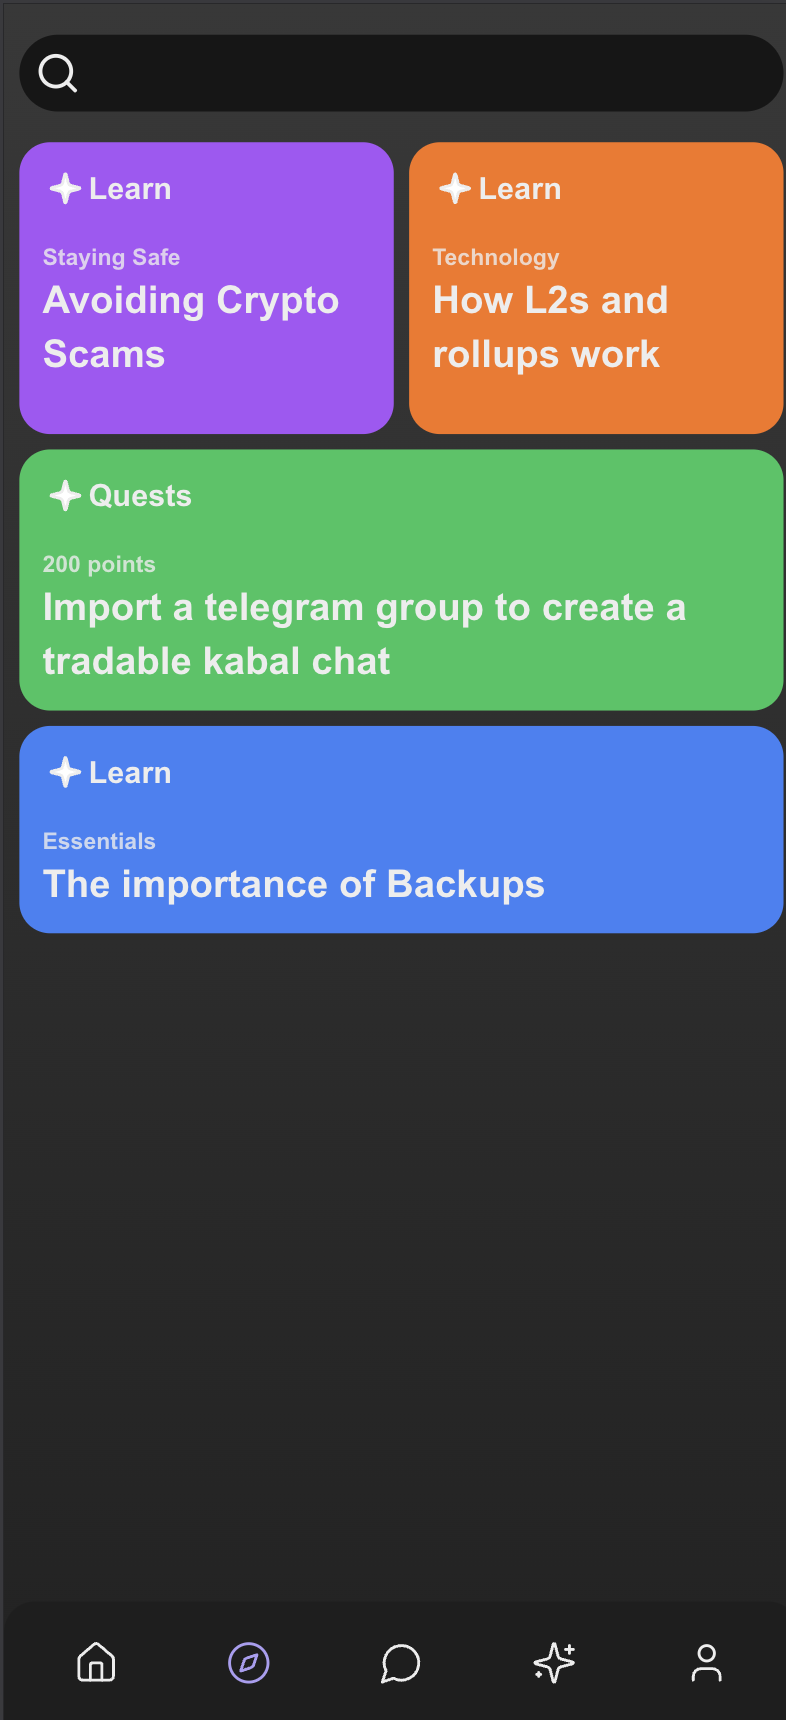 Learn
Staying Safe
Avoiding Crypto
Scams
Learn
Technology
How L2s and
rollups work
Quests
200 points
Import a telegram group to create a
tradable kabal chat
Learn
Essentials
The importance of Backups